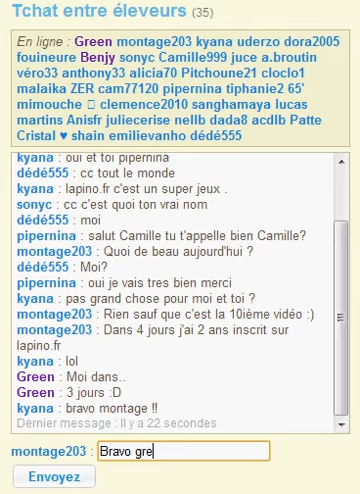 Tchat entre éleveurs (35)
En ligne : Green montage203 kyana uderzo dora2005
fouineure Benjy sonyc Camille999 juce a.broutin
véro33 anthony33 alicia70 Pitchoune21 cloclo1
malaika ZER cam77120 pipernina tiphanie2 65'
mimouche clemence2010 sanghamaya lucas
martins Anisfr juliecerise nellb dada8 acdlb Patte
Cristal ♥ shain emilievanho dédé555
kyana : oui et toi pipernina
dédé555 : cc tout le monde
kyana : lapino.fr c'est un super jeux .
sonyc : cc c'est quoi ton vrai nom
dédé555 : moi
pipernina : salut Camille tu t'appelle bien Camille?
montage203 : Quoi de beau aujourd'hui ?
dédé555 : Moi?
pipernina : oui je vais tres bien merci
kyana : pas grand chose pour moi et toi ?
montage203 : Rien sauf que c'est la 10ième vidéo :)
montage203 : Dans 4 jours j'ai 2 ans inscrit sur
lapino.fr
kyana : lol
Green : Moi dans..
Green : 3 jours :D
kyana : bravo montage !!
Dernier message : Il y a 22 secondes
montage203 : Bravo gre
Envoyez